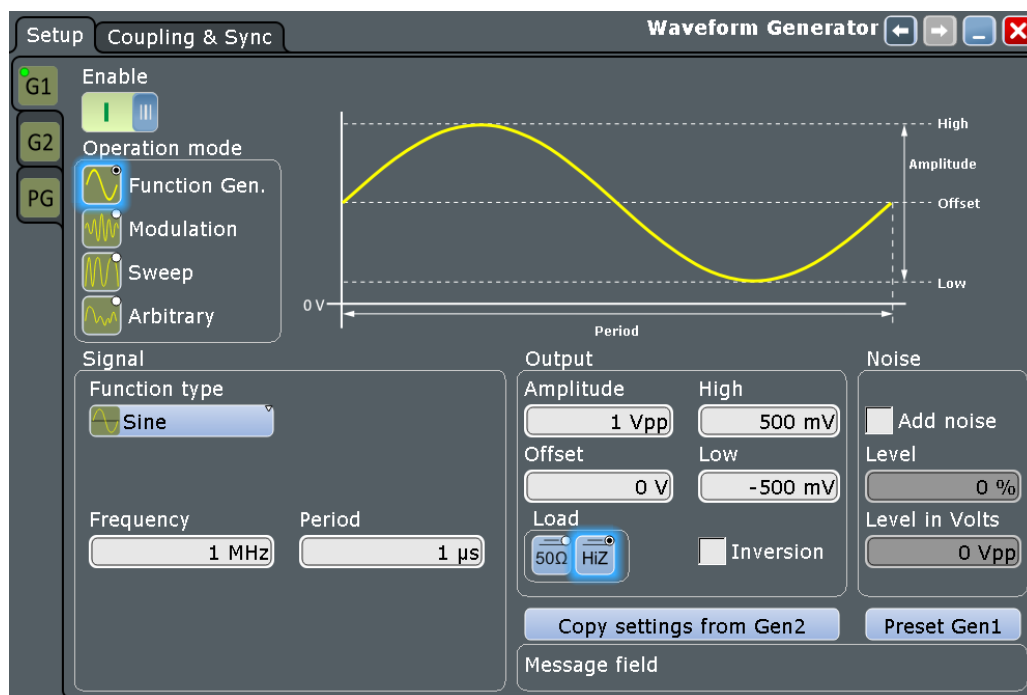 Setup
Coupling & Sync
Waveform Generator
G1
G2
PG
Enable
Operation mode
Function Gen.
Modulation
Sweep
Arbitrary
High
Amplitude
Offset
Low
0 V
Period
Signal
Function type
Sine
Frequency
Period
1 MHz
1 µs
Output
Amplitude
High
1 Vpp
500 mV
Offset
Low
0 V
-500 mV
Load
50Ω
HiZ
Inversion
Noise
Add noise
Level
0 %
Level in Volts
0 Vpp
Copy settings from Gen2
Preset Gen1
Message field